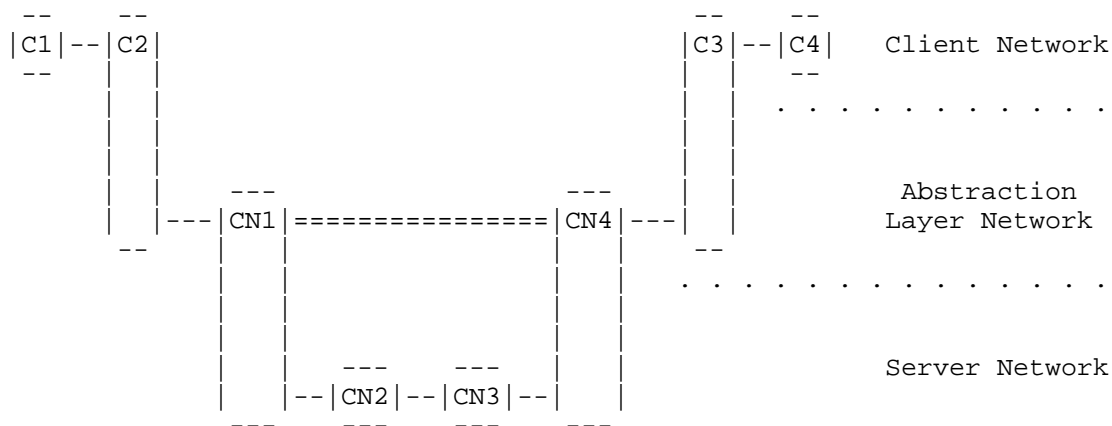 --    --                           --    --
|C1|--|C2|                         |C3|--|C4|   Client Network
 --   |  |                         |  |   --
      |  |                         |  |  . . . . . . . . . . .
      |  |                         |  |
      |  |                         |  |
      |  |    ---          ---     |  |         Abstraction
      |  |---|CN1|================|CN4|---|  |        Layer Network
       --    |   |                |   |    --
             |   |                |   |   . . . . . . . . . . . . . .
             |   |                |   |
             |   |                |   |
             |   |   ---   ---    |   |         Server Network
             |   |--|CN2|--|CN3|--|   |
              ---    ---   ---     ---